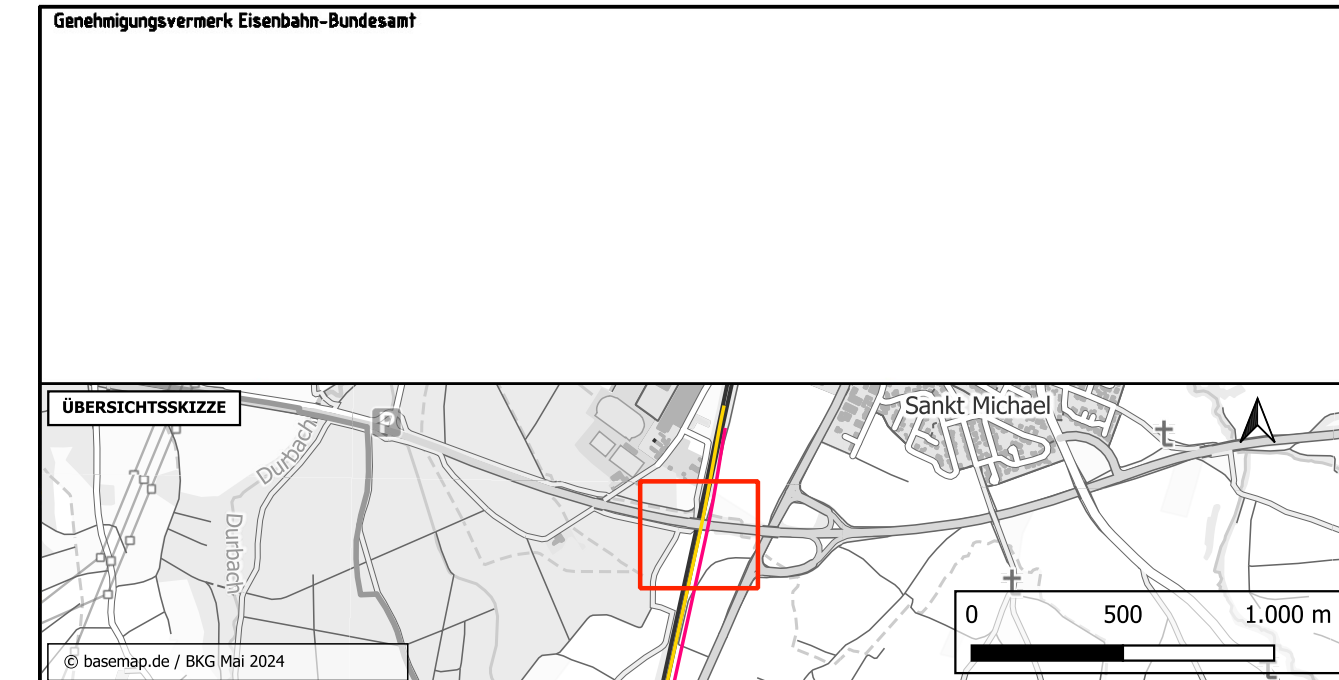 Genehmigungsvermerk Eisenbahn-Bundesamt
ÜBERSICHTSSKIZZE
Sankt Michael
P
Durbach
Durbach
0 500 1.000 m
© basemap.de / BKG Mai 2024